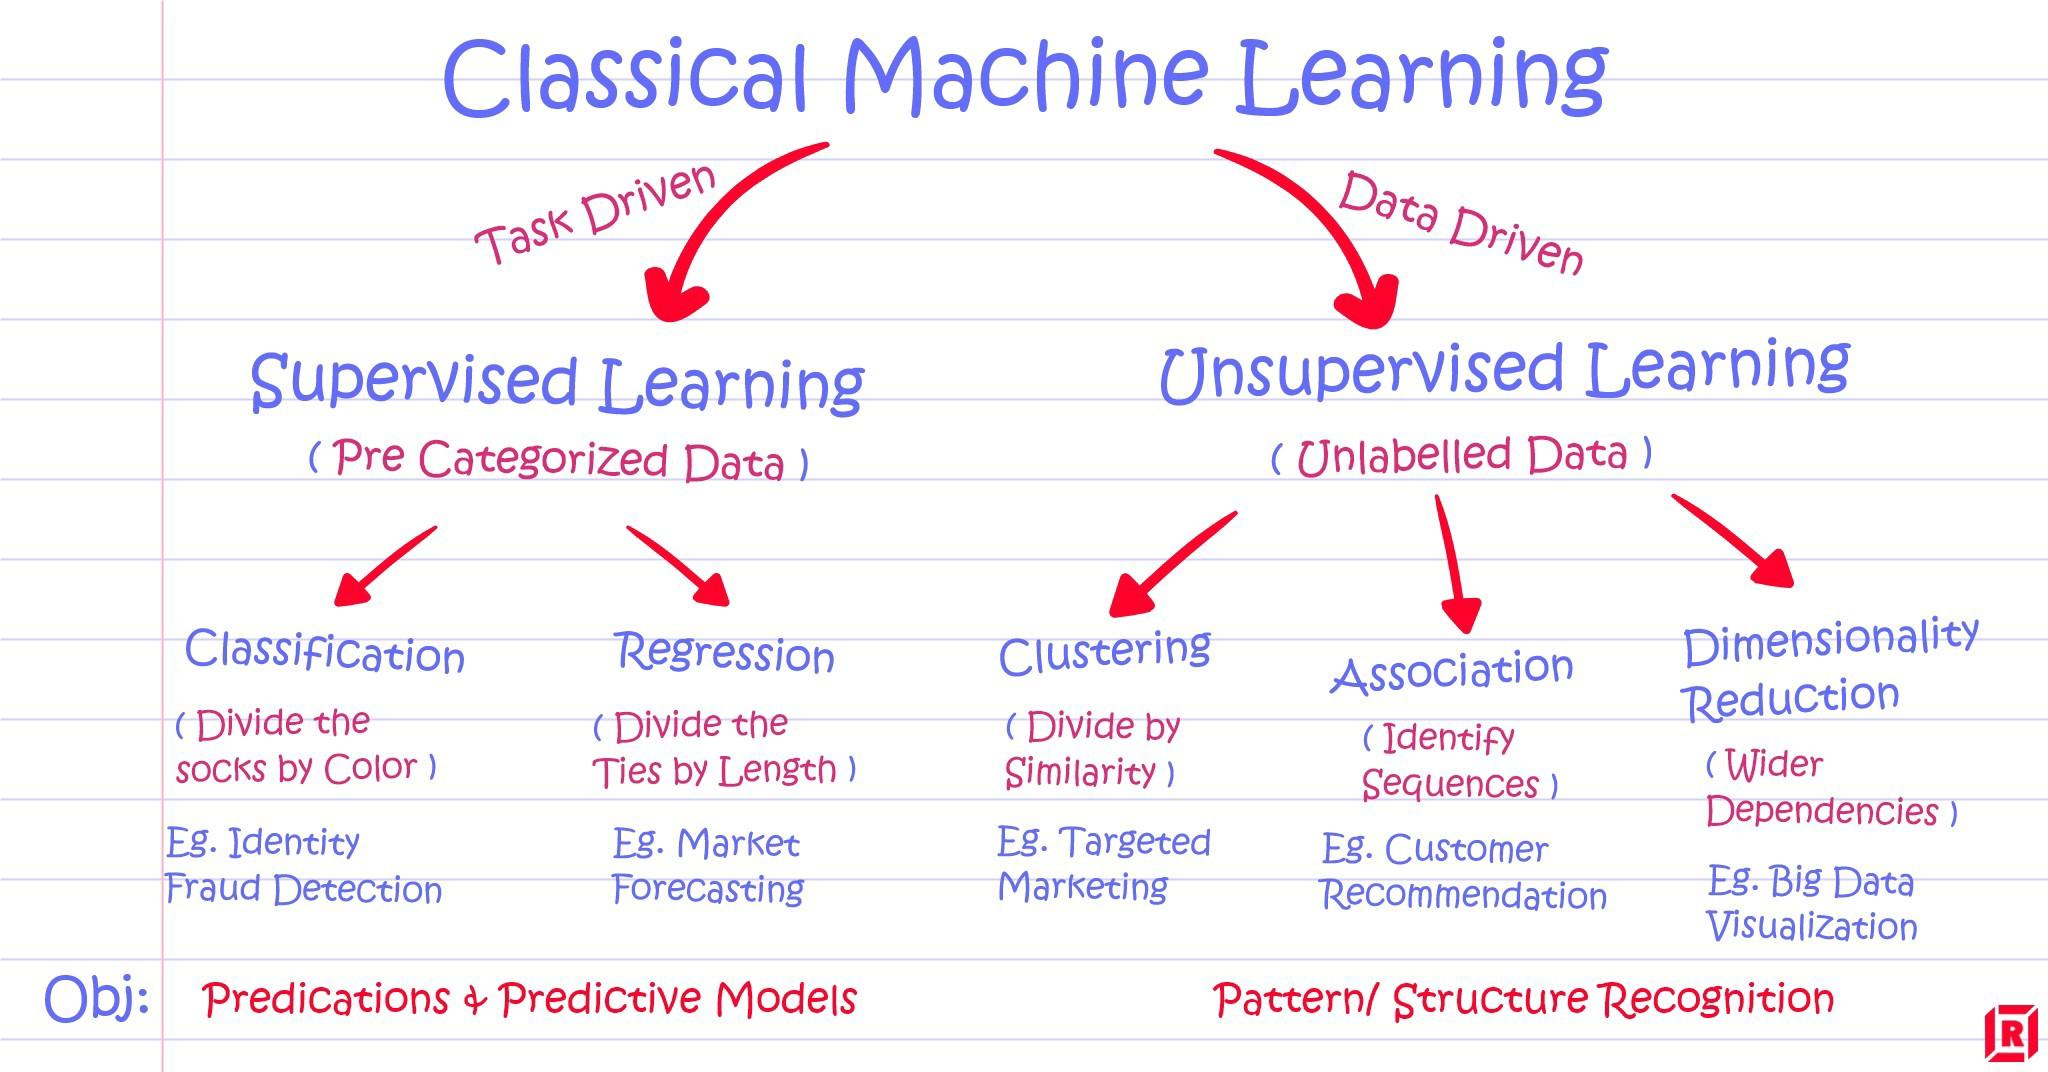 Classical Machine Learning
Task Driven
Data Driven
Supervised Learning
( Pre Categorized Data )
Unsupervised Learning
( Unlabelled Data )
Classification
( Divide the
socks by Color )
Eg. Identity
Fraud Detection
Regression
( Divide the
Ties by Length )
Eg. Market
Forecasting
Clustering
( Divide by
Similarity )
Eg. Targeted
Marketing
Association
( Identify
Sequences )
Eg. Customer
Recommendation
Dimensionality
Reduction
( Wider
Dependencies )
Eg. Big Data
Visualization
Obj: Predications & Predictive Models
Pattern/ Structure Recognition
R